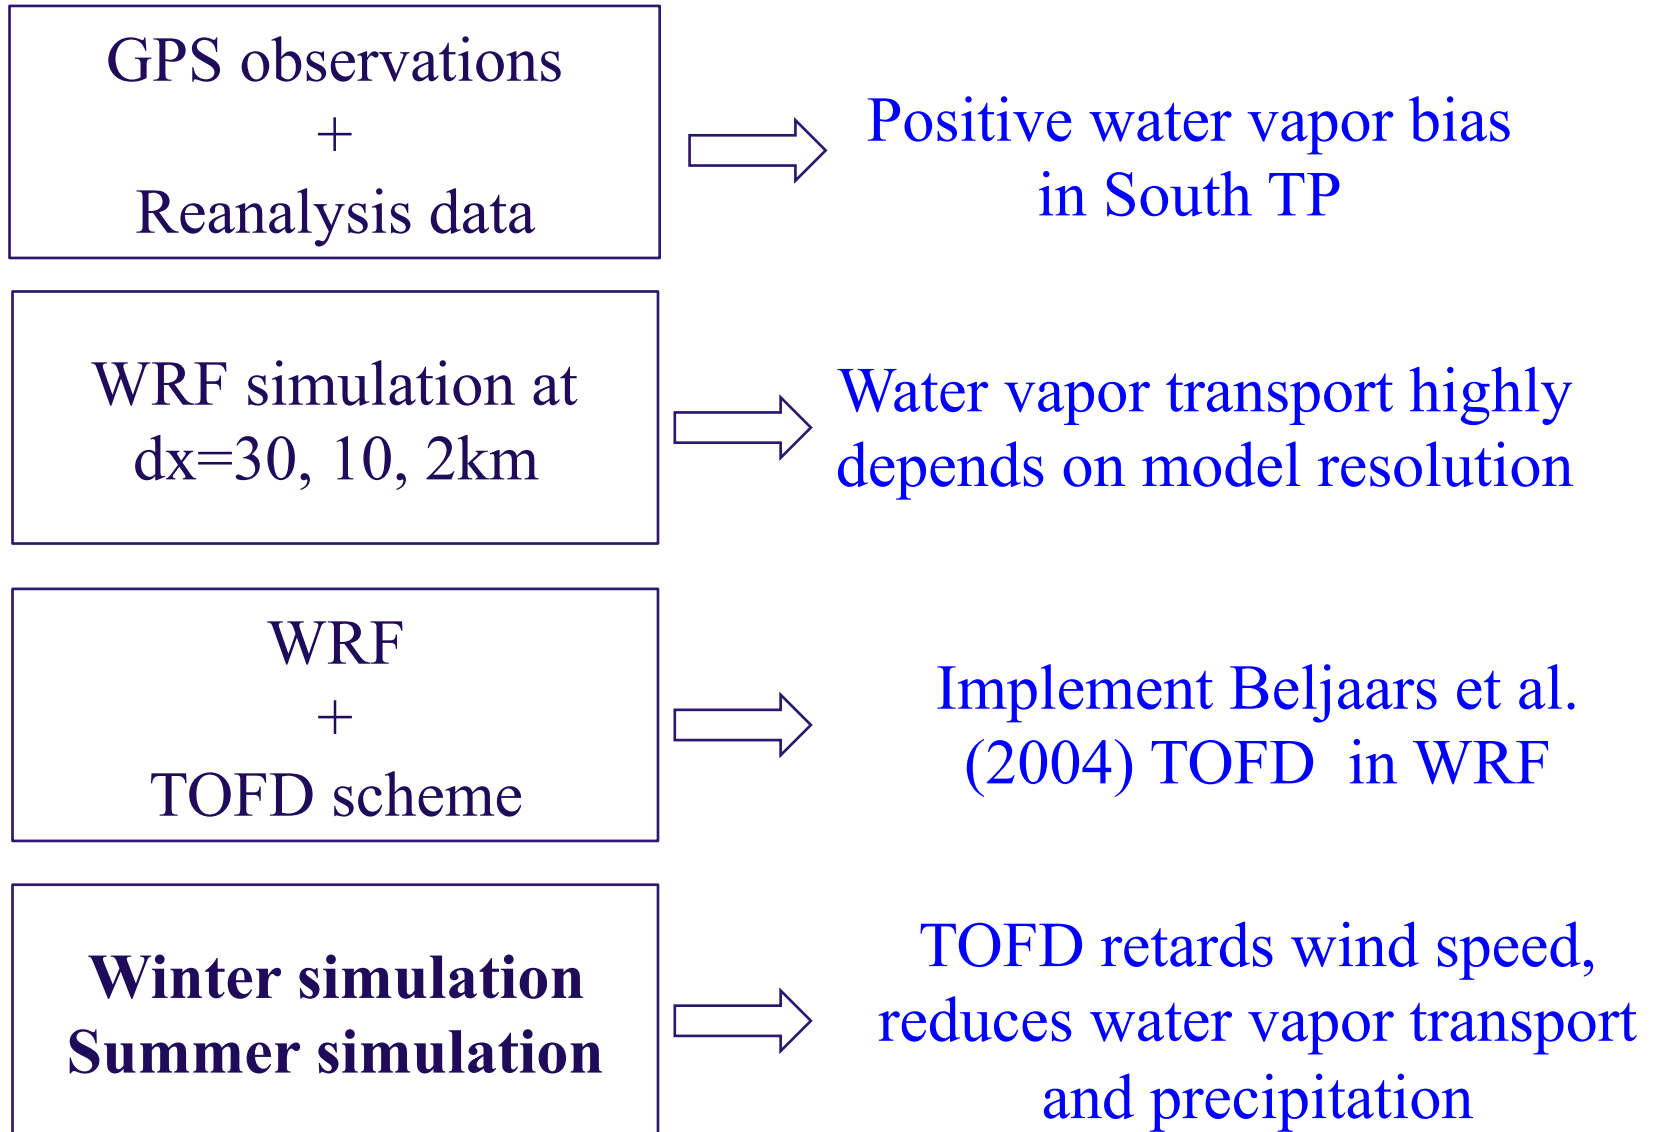 GPS observations
+
Reanalysis data
Positive water vapor bias
in South TP
WRF simulation at
dx=30, 10, 2km
Water vapor transport highly
depends on model resolution
WRF
+
TOFD scheme
Implement Beljaars et al.
(2004) TOFD  in WRF
Winter simulation
Summer simulation
TOFD retards wind speed,
reduces water vapor transport
and precipitation